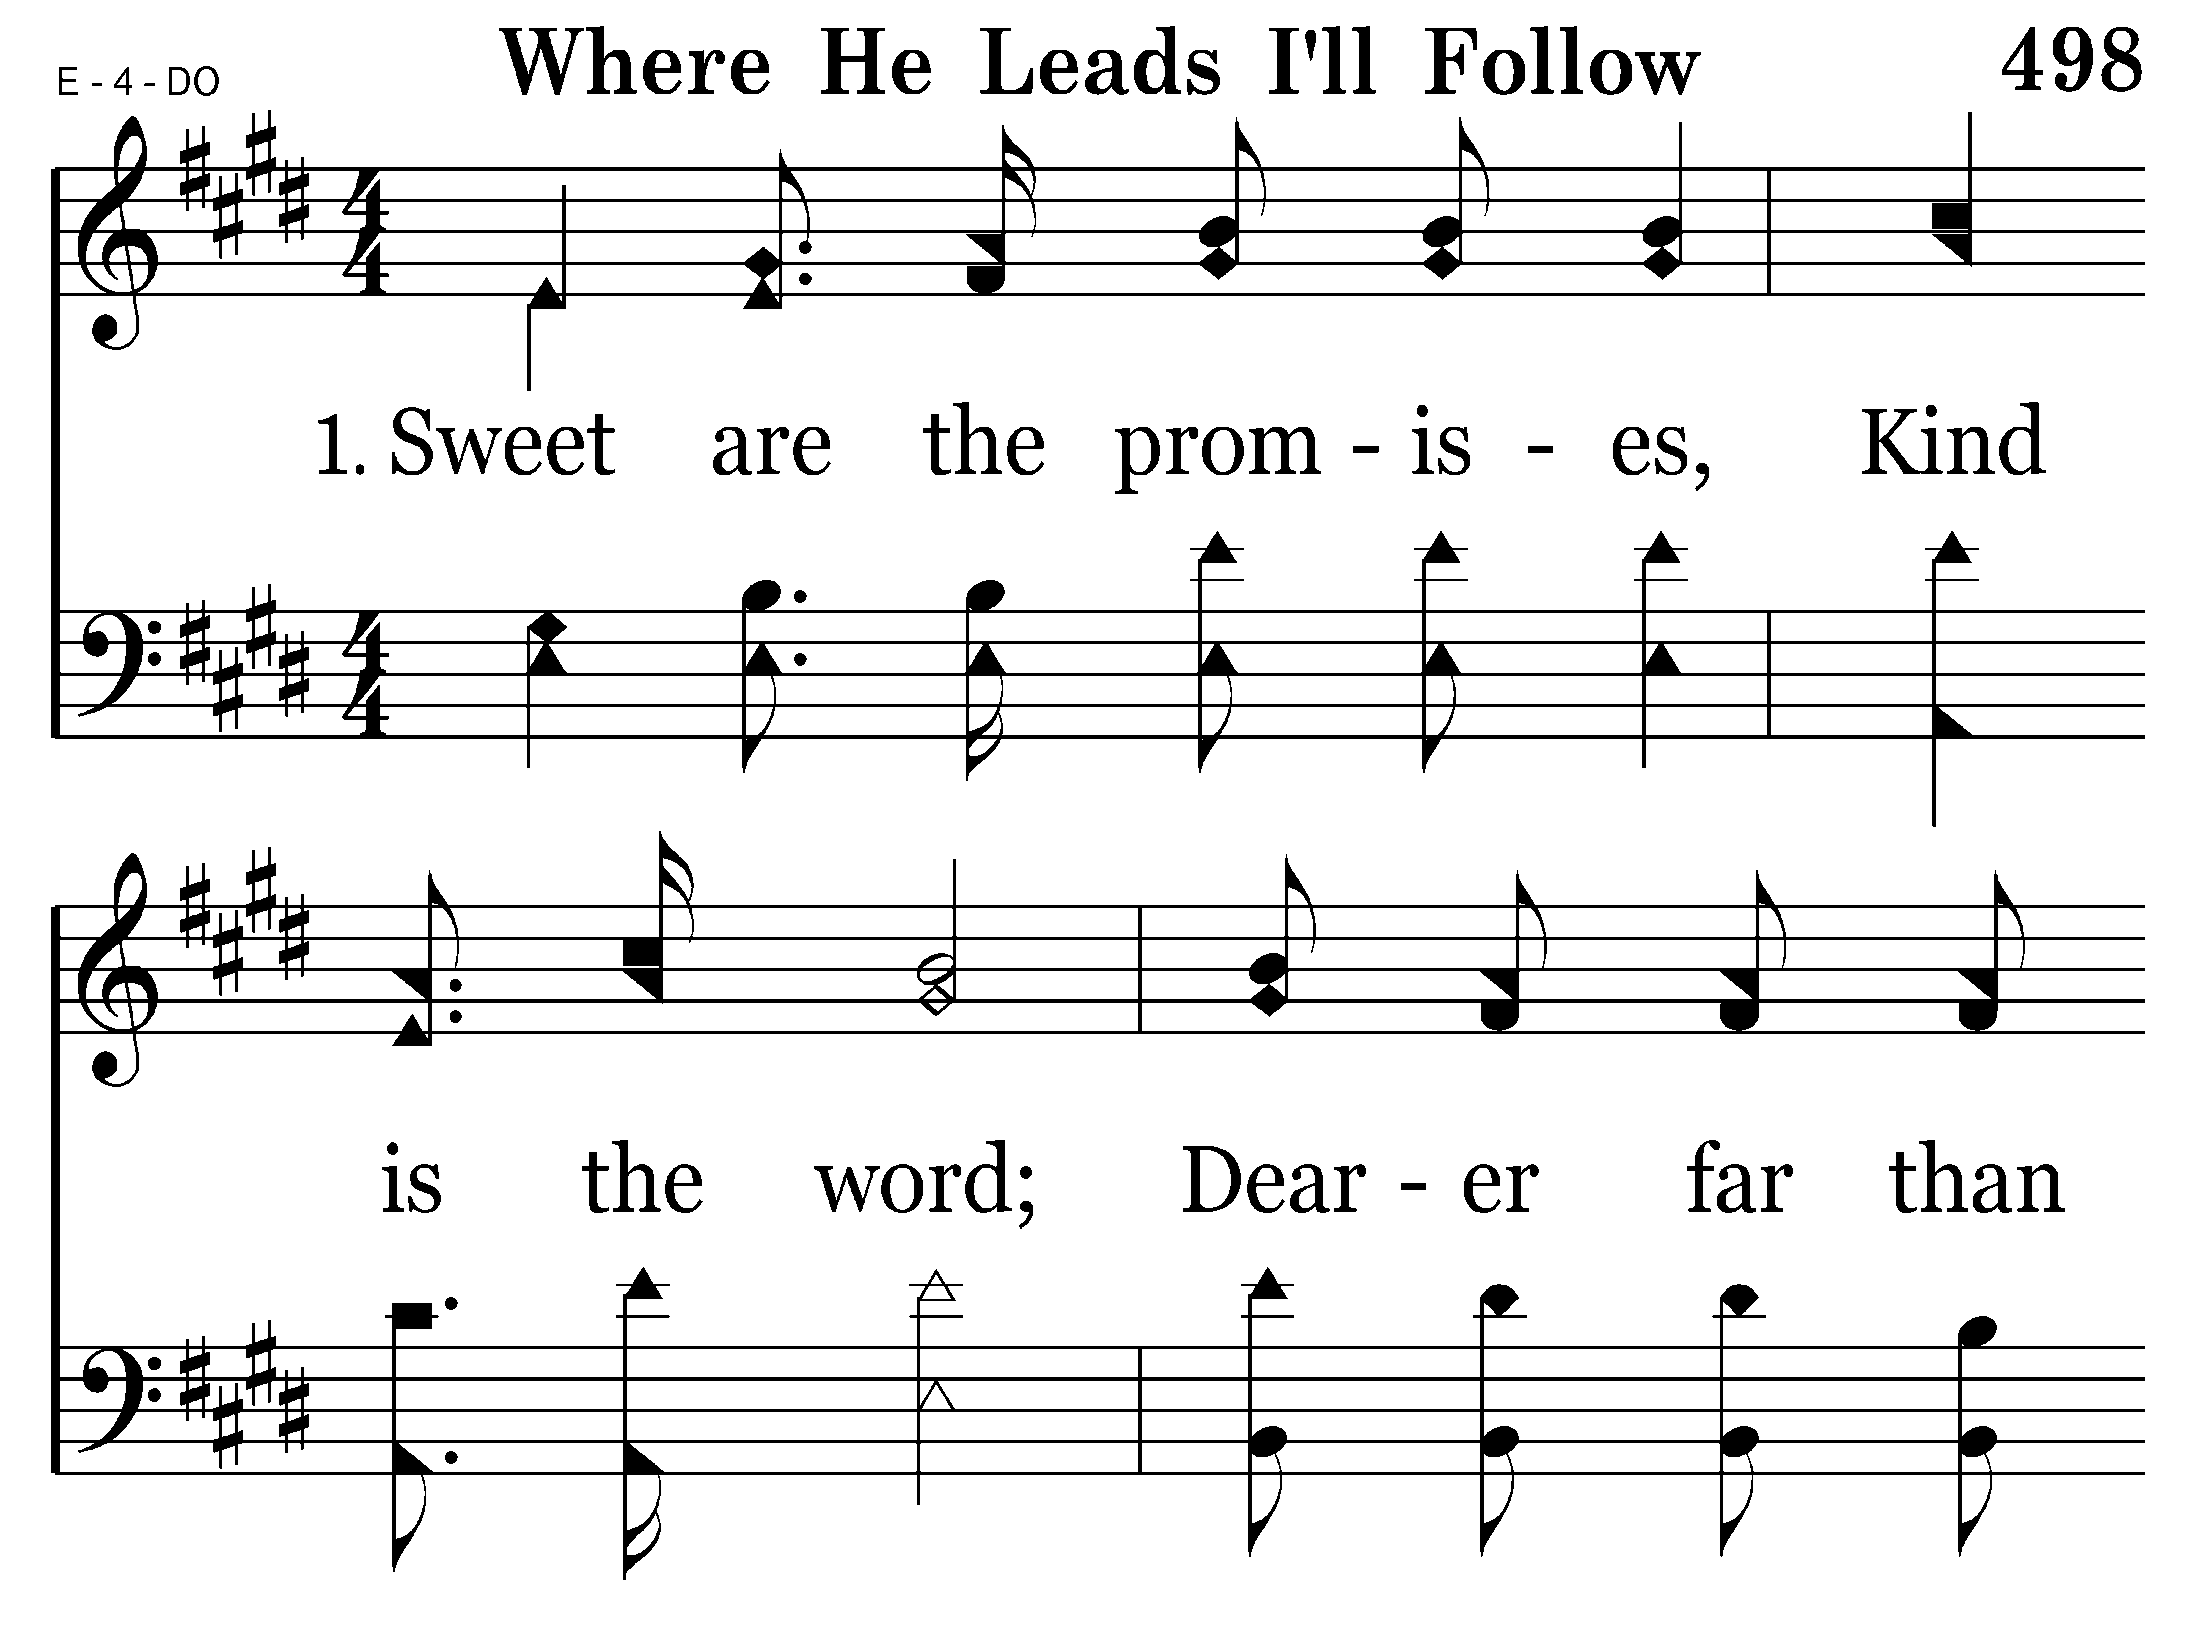 Where He Leads I'll Follow 498
E - 4 - DO
1. Sweet are the prom - is - es, Kind
is the word; Dear - er far than